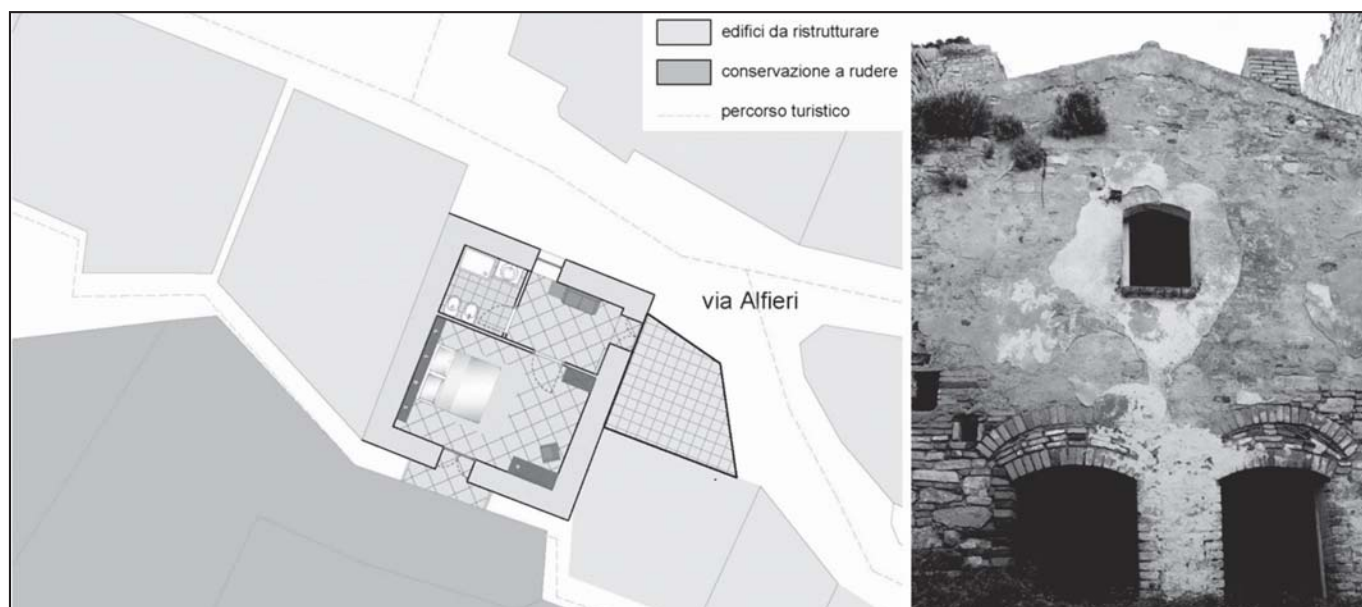 edifici da ristrutturare
conservazione a rudere
percorso turistico
via Alfieri